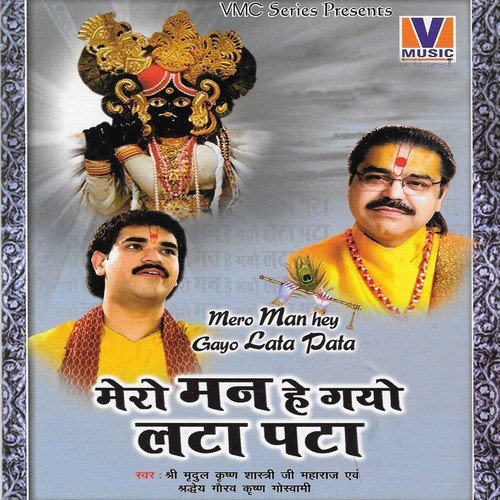 VMC Series Presents
V
MUSIC
Mero Man hey
Gayo Lata Pata
मेरो मन हे गयो
लटा पटा
स्वर : श्री मृदुल कृष्ण शास्त्री जी महाराज एवं
श्रद्धेय गौरव कृष्ण गोस्वामी